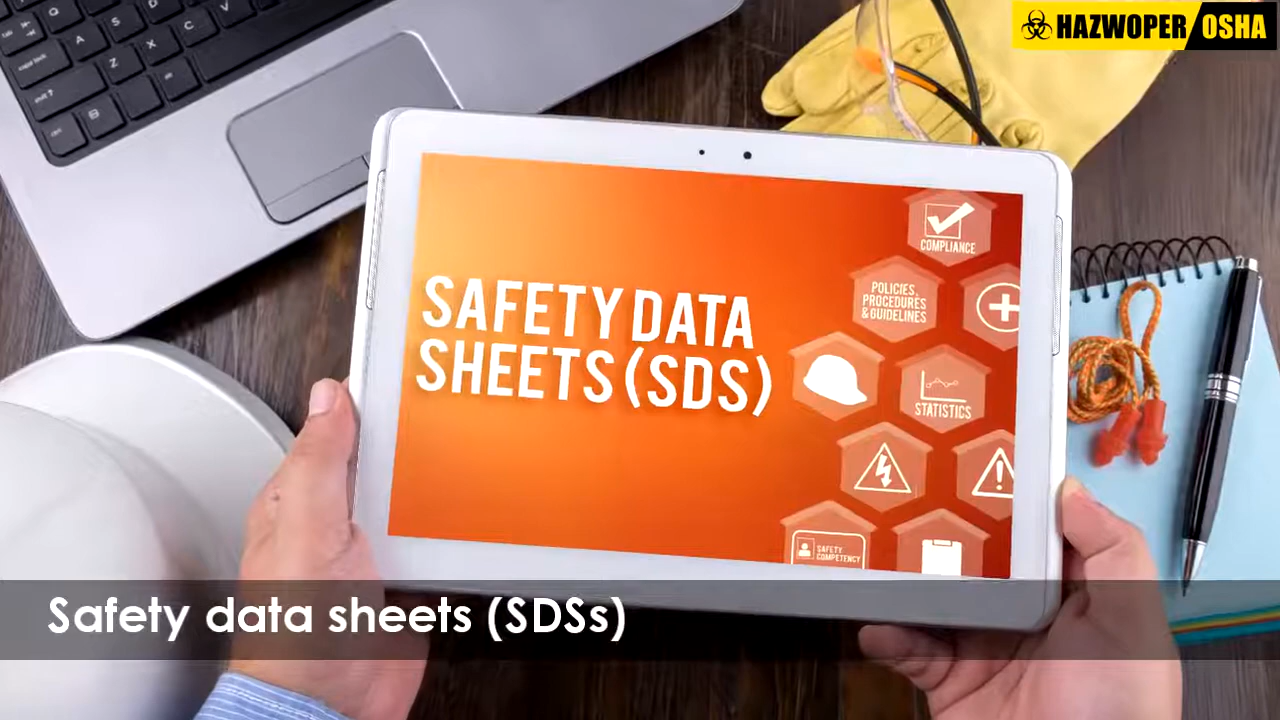 HAZWOPER OSHA
SAFETY DATA
SHEETS (SDS)
COMPLIANCE
POLICIES,
PROCEDURES
& GUIDELINES
STATISTICS
SAFETY
COMPETENCY
Safety data sheets (SDSs)